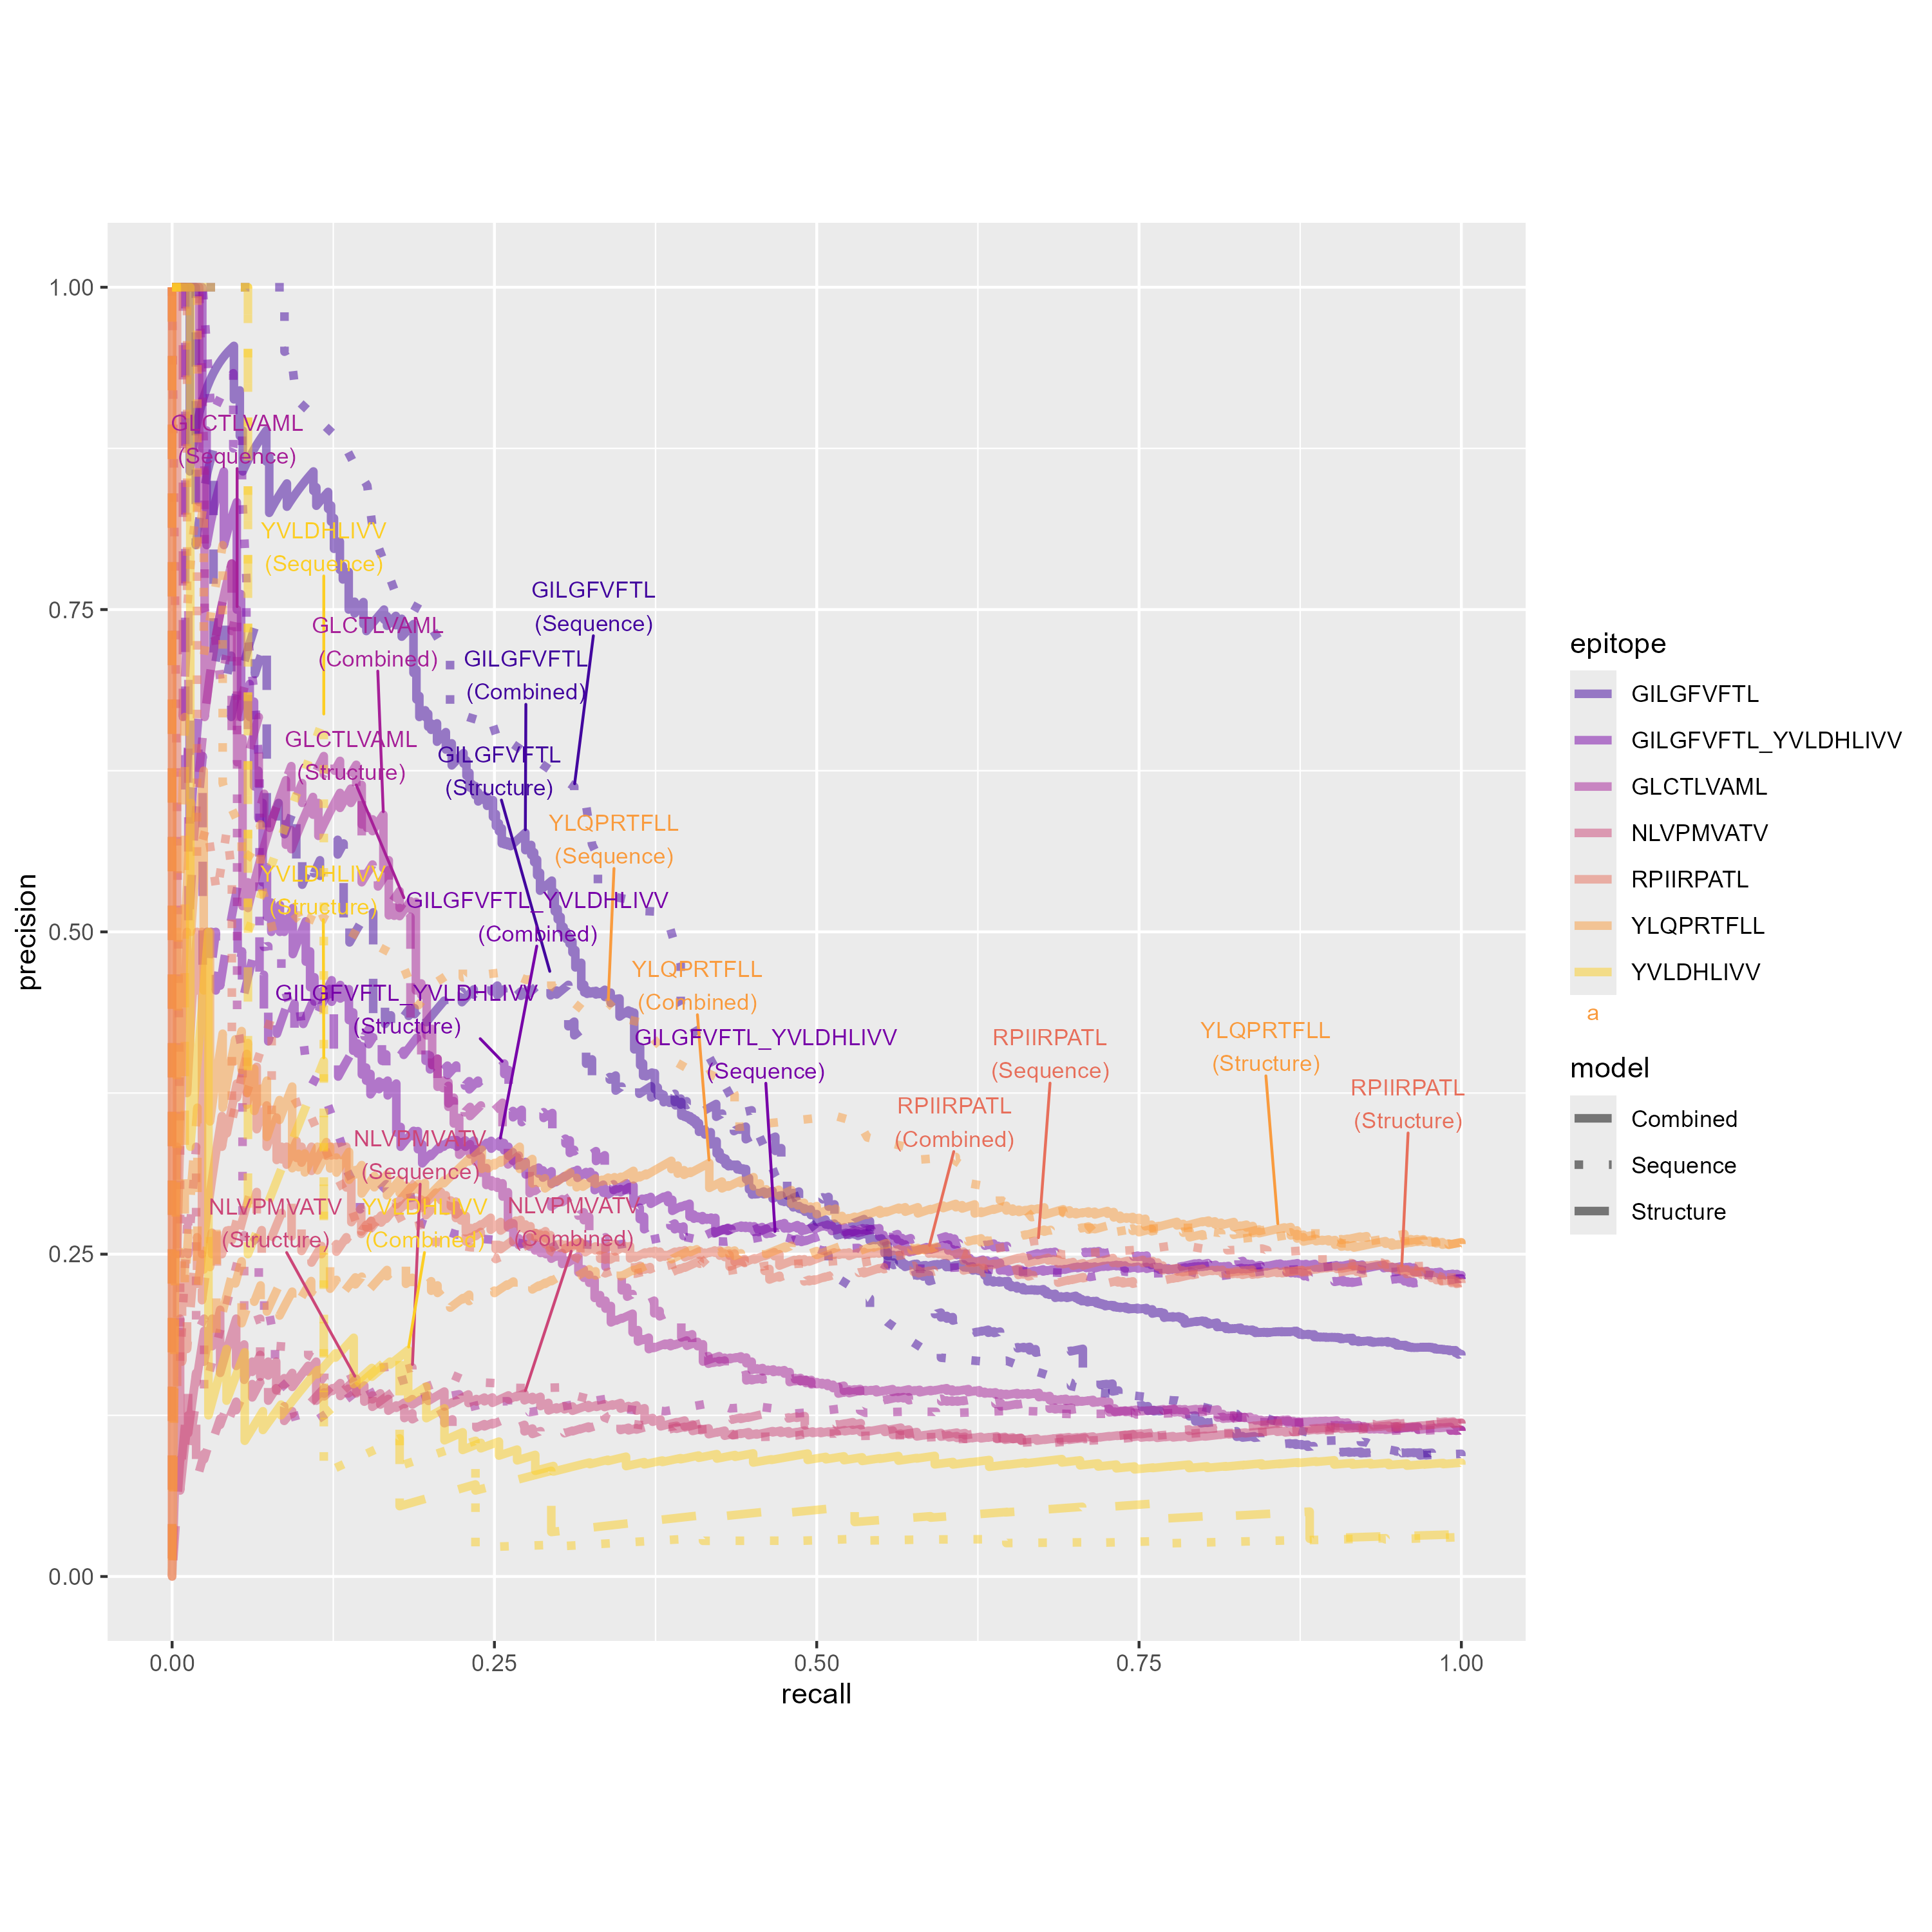 1.00
0.75
0.50
0.25
0.00
precision
GLCTLVAML
(Sequence)
YVLDHLIVV
(Sequence)
GILGFVFTL
(Sequence)
GLCTLVAML
(Combined)
GILGFVFTL
(Combined)
GLCTLVAML
(Structure)
GILGFVFTL
(Structure)
YLQPRTFLL
(Sequence)
YVLDHLIVV
(Structure)
GILGFVFTL_YVLDHLIVV
(Combined)
YLQPRTFLL
(Combined)
GILGFVFTL_YVLDHLIVV
(Structure)
GILGFVFTL_YVLDHLIVV
(Sequence)
RPIIRPATL
(Sequence)
YLQPRTFLL
(Structure)
RPIIRPATL
(Structure)
RPIIRPATL
(Combined)
NLVPMVATV
(Sequence)
NLVPMVATV
(Structure)
YVLDHLIVV
(Combined)
NLVPMVATV
(Combined)
0.00 0.25 0.50 0.75 1.00
recall
epitope
GILGFVFTL
GILGFVFTL_YVLDHLIVV
GLCTLVAML
NLVPMVATV
RPIIRPATL
YLQPRTFLL
YVLDHLIVV
a
model
Combined
Sequence
Structure